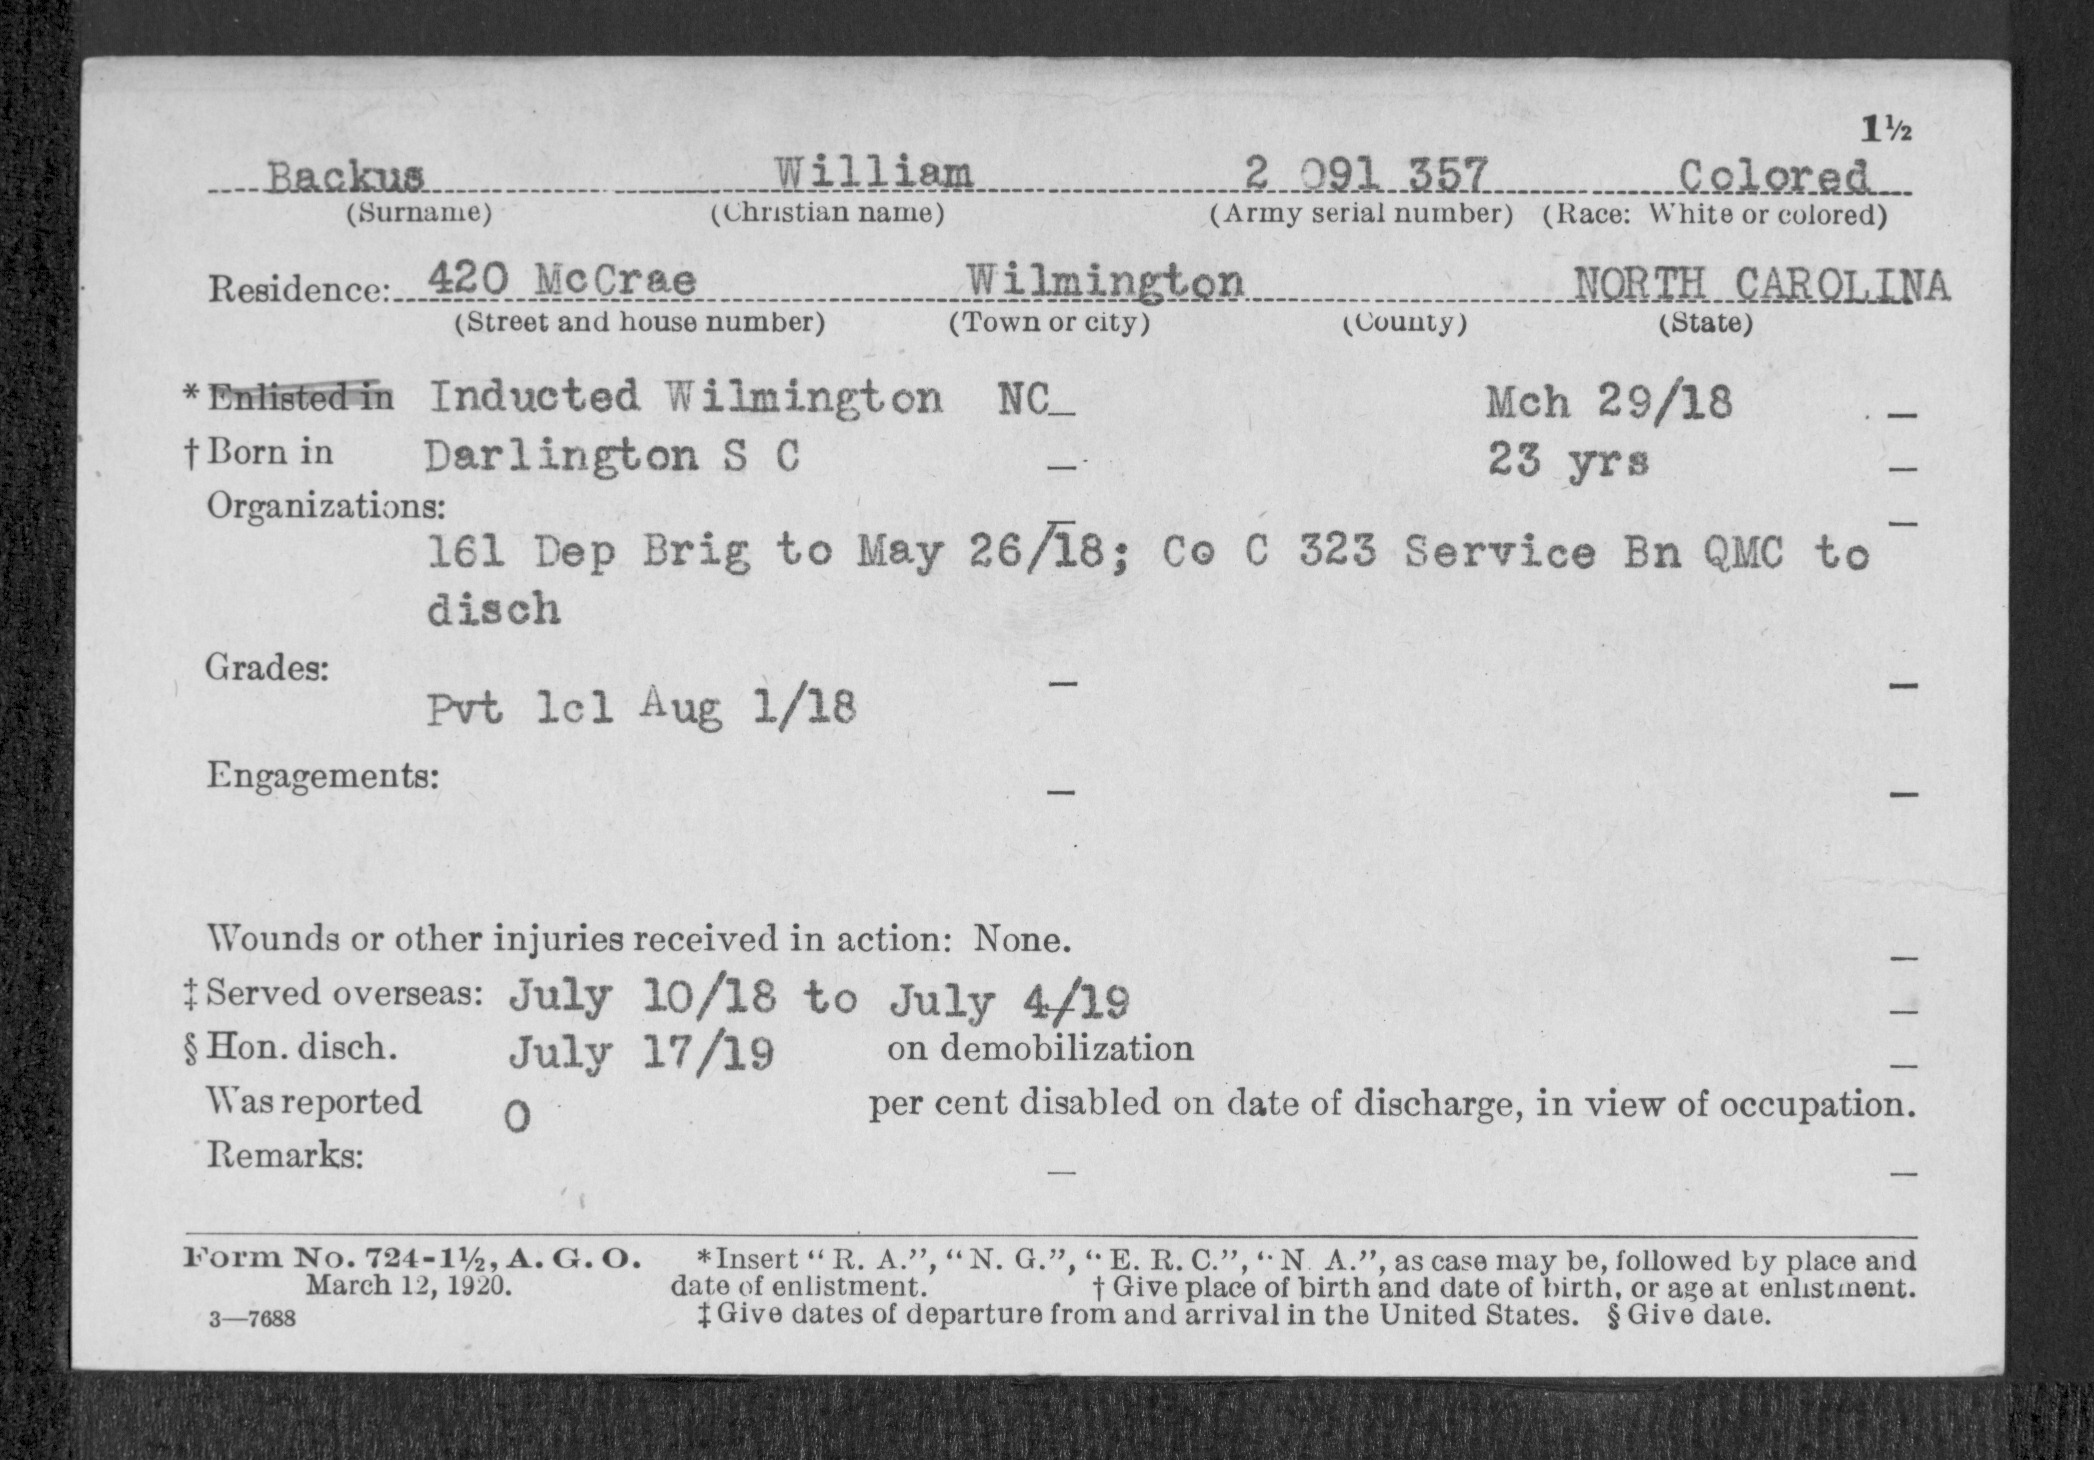 1½
Backus William 2 091 357 Colored
(Surname) (Christian name) (Army serial number) (Race: White or colored)
Residence: 420 McCrae Wilmington NORTH CAROLINA
(Street and house number) (Town or city) (County) (State)
* Enlisted in Inducted Wilmington NC_ Mch 29/18 _
† Born in Darlington S C _ 23 yrs _
Organizations: _ _
161 Dep Brig to May 26/18; Co C 323 Service Bn QMC to
disch
Grades: _ _
Pvt 1cl Aug 1/18
Engagements: _ _
Wounds or other injuries received in action: None. _
‡ Served overseas: July 10/18 to July 4/19 _
§ Hon. disch. July 17/19 on demobilization _
Was reported 0 per cent disabled on date of discharge, in view of occupation.
Remarks: _ _
Form No. 724-1½, A. G. O. *Insert "R. A.", "N. G.", "E. R. C.", "N. A.", as case may be, followed by place and
March 12, 1920. date of enlistment. † Give place of birth and date of birth, or age at enlistment.
3—7688 ‡ Give dates of departure from and arrival in the United States. § Give date.